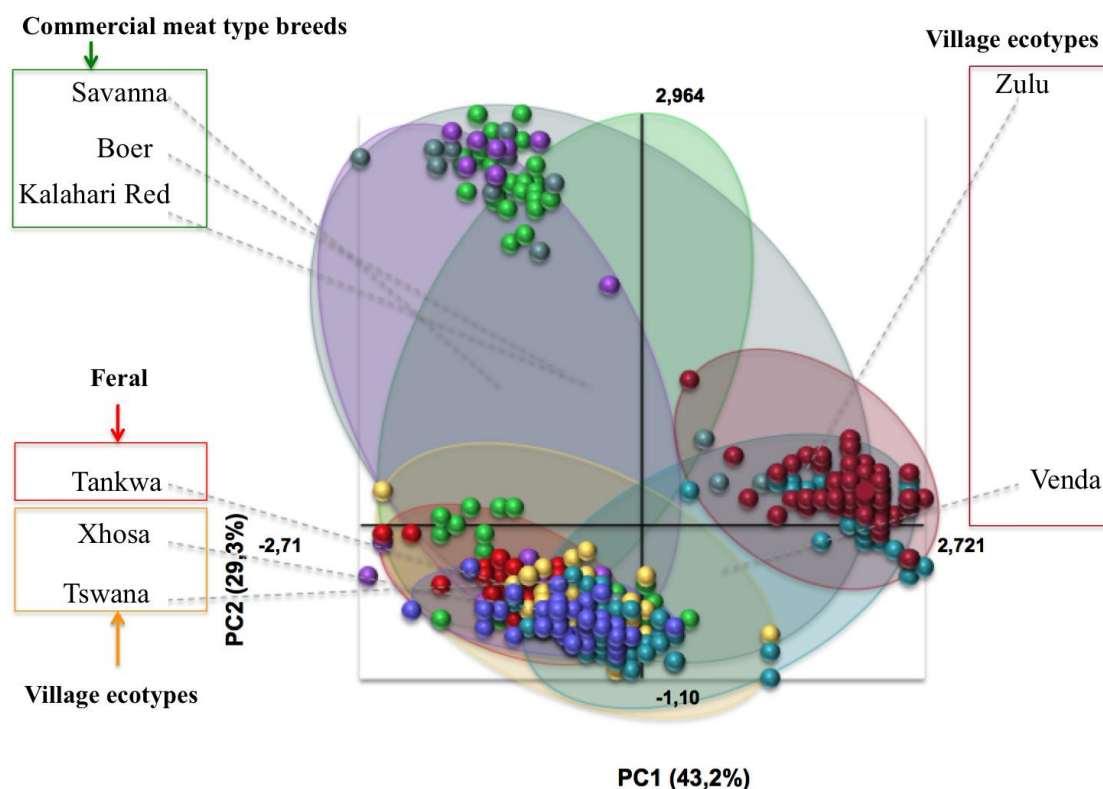 Commercial meat type breeds
Savanna
Boer
Kalahari Red
Village ecotypes
Zulu
Venda
Feral
Tankwa
Xhosa
Tswana
Village ecotypes
2,964
-2,71
2,721
-1,10
PC2 (29,3%)
PC1 (43,2%)